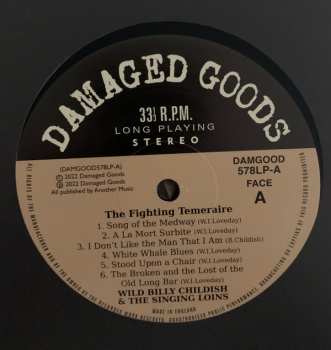 DAMAGED GOODS
33⅓ R.P.M.
LONG PLAYING
STEREO
(DAMGOOD578LP-A)
℗ 2022 Damaged Goods
© 2022 Damaged Goods
All published by Another Music
DAMGOOD
578LP-A
FACE
A
The Fighting Temeraire
1. Song of the Medway (W.I.Loveday)
2. A La Mort Surbite (W.I.Loveday)
3. I Don't Like the Man That I Am (B.Childish)
4. White Whale Blues (W.I.Loveday)
5. Stood Upon a Chair (W.I.Loveday)
6. The Broken and the Lost of the
Old Long Bar (W.I.Loveday)
WILD BILLY CHILDISH
& THE SINGING LOINS
MADE IN ENGLAND